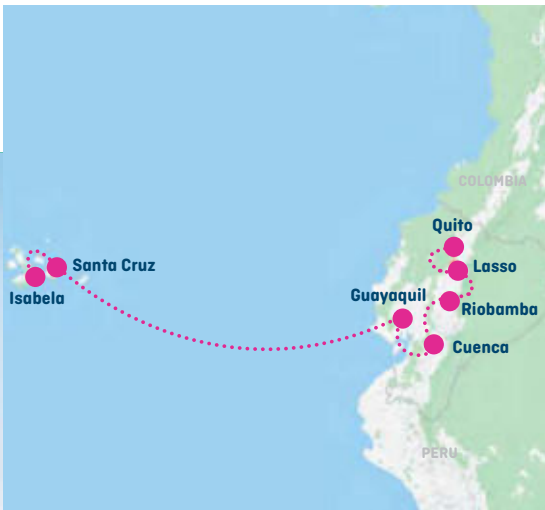 COLOMBIA
Quito
Lasso
Santa Cruz
Isabela
Guayaquil
Riobamba
Cuenca
PERU